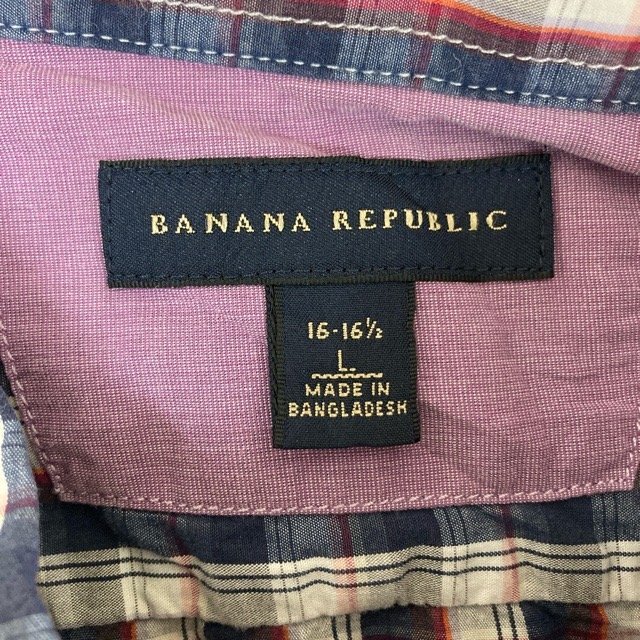 BANANA REPUBLIC
16-16½
L.
MADE IN
BANGLADESH